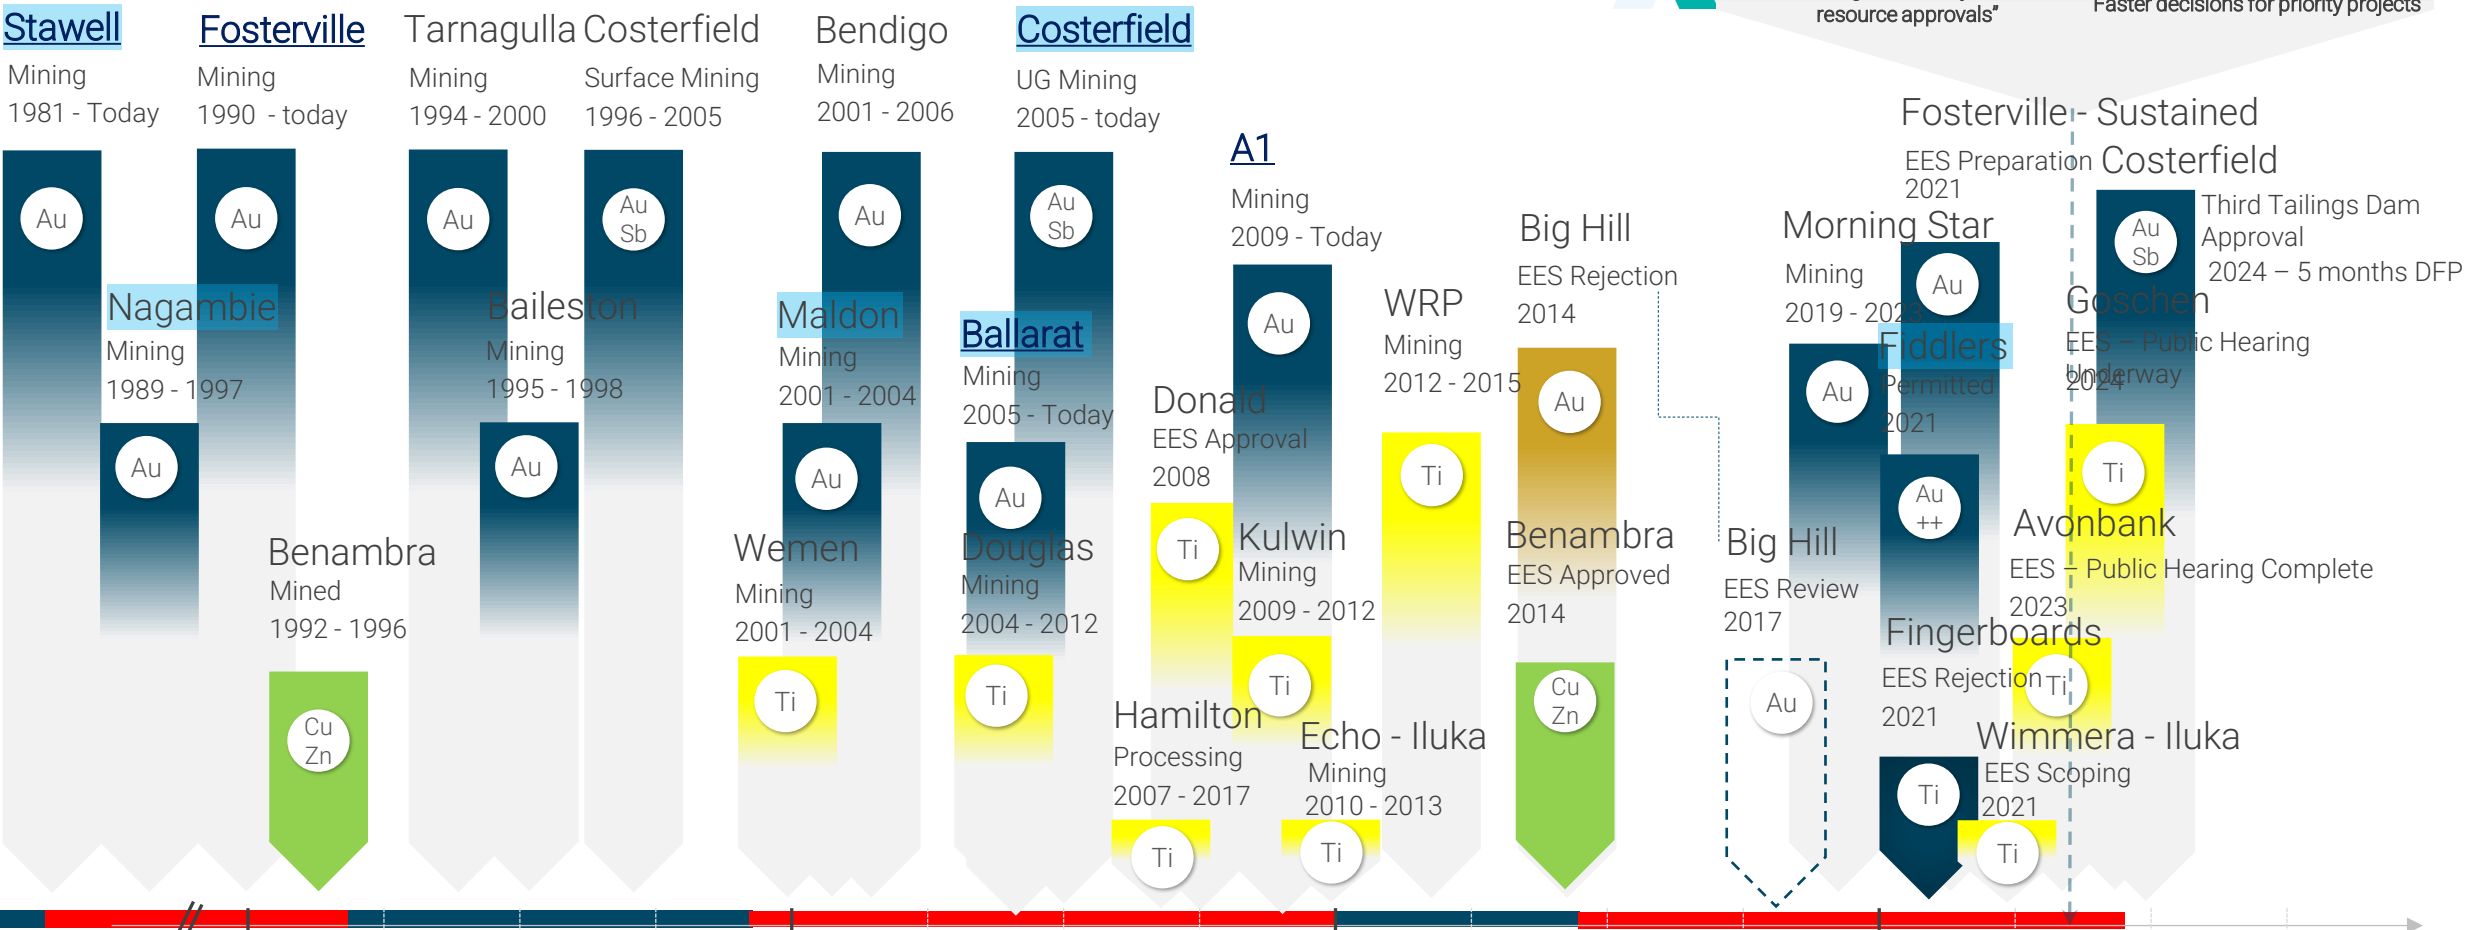 resource approvals”
Faster decisions for priority projects
Stawell
Mining
1981 - Today
Fosterville
Mining
1990 - today
Tarnagulla
Mining
1994 - 2000
Costerfield
Surface Mining
1996 - 2005
Bendigo
Mining
2001 - 2006
Costerfield
UG Mining
2005 - today
A1
Mining
2009 - Today
Fosterville - Sustained
EES Preparation
2021
Costerfield
Third Tailings Dam
Approval
2024 – 5 months DFP
Au
Au
Au
Au
Sb
Au
Au
Sb
Au
Au
Au
Sb
Nagambie
Mining
1989 - 1997
Au
Baileston
Mining
1995 - 1998
Au
Maldon
Mining
2001 - 2004
Au
Ballarat
Mining
2005 - Today
Au
Donald
EES Approval
2008
Ti
WRP
Mining
2012 - 2015
Ti
Big Hill
EES Rejection
2014
Au
Morning Star
Mining
2019 - 2023
Au
Fiddlers
Permitted
2021
Au
++
Goschen
EES – Public Hearing
Underway
2024
Ti
Benambra
Mined
1992 - 1996
Cu
Zn
Wemen
Mining
2001 - 2004
Ti
Douglas
Mining
2004 - 2012
Ti
Kulwin
Mining
2009 - 2012
Ti
Benambra
EES Approved
2014
Cu
Zn
Big Hill
EES Review
2017
Au
Avonbank
EES – Public Hearing Complete
2023
Ti
Fingerboards
EES Rejection
2021
Ti
Hamilton
Processing
2007 - 2017
Ti
Echo - Iluka
Mining
2010 - 2013
Ti
Wimmera - Iluka
EES Scoping
2021
Ti